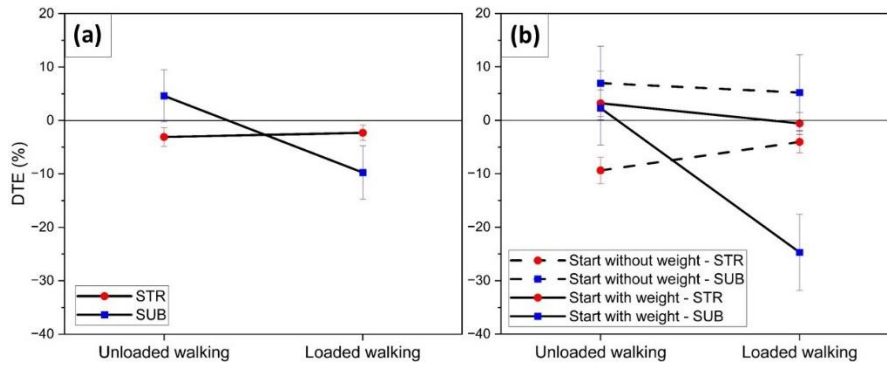 (a)
DTE (%)
20
10
0
−10
−20
−30
−40
STR
SUB
Unloaded walking
Loaded walking
(b)
20
10
0
−10
−20
−30
−40
Start without weight - STR
Start without weight - SUB
Start with weight - STR
Start with weight - SUB
Unloaded walking
Loaded walking